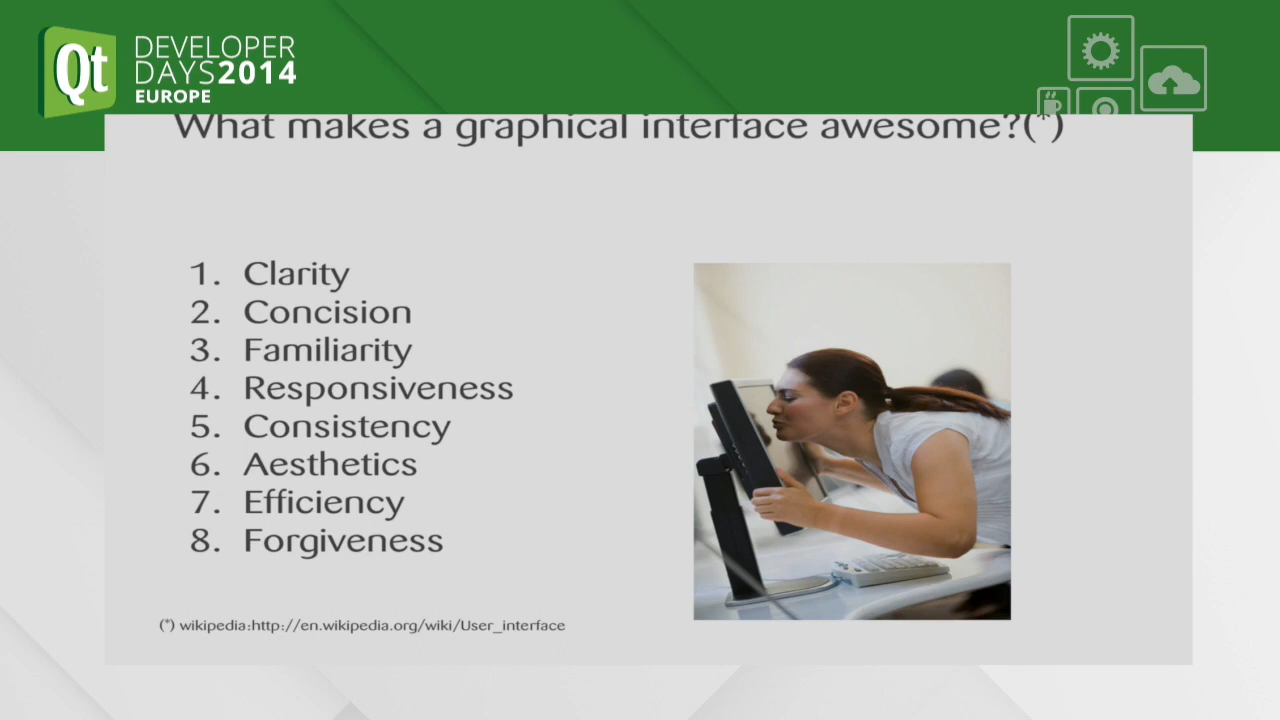 Qt
DEVELOPER
DAYS2014
EUROPE
What makes a graphical interface awesome?(*)
1. Clarity
2. Concision
3. Familiarity
4. Responsiveness
5. Consistency
6. Aesthetics
7. Efficiency
8. Forgiveness
(*) wikipedia:http://en.wikipedia.org/wiki/User_interface